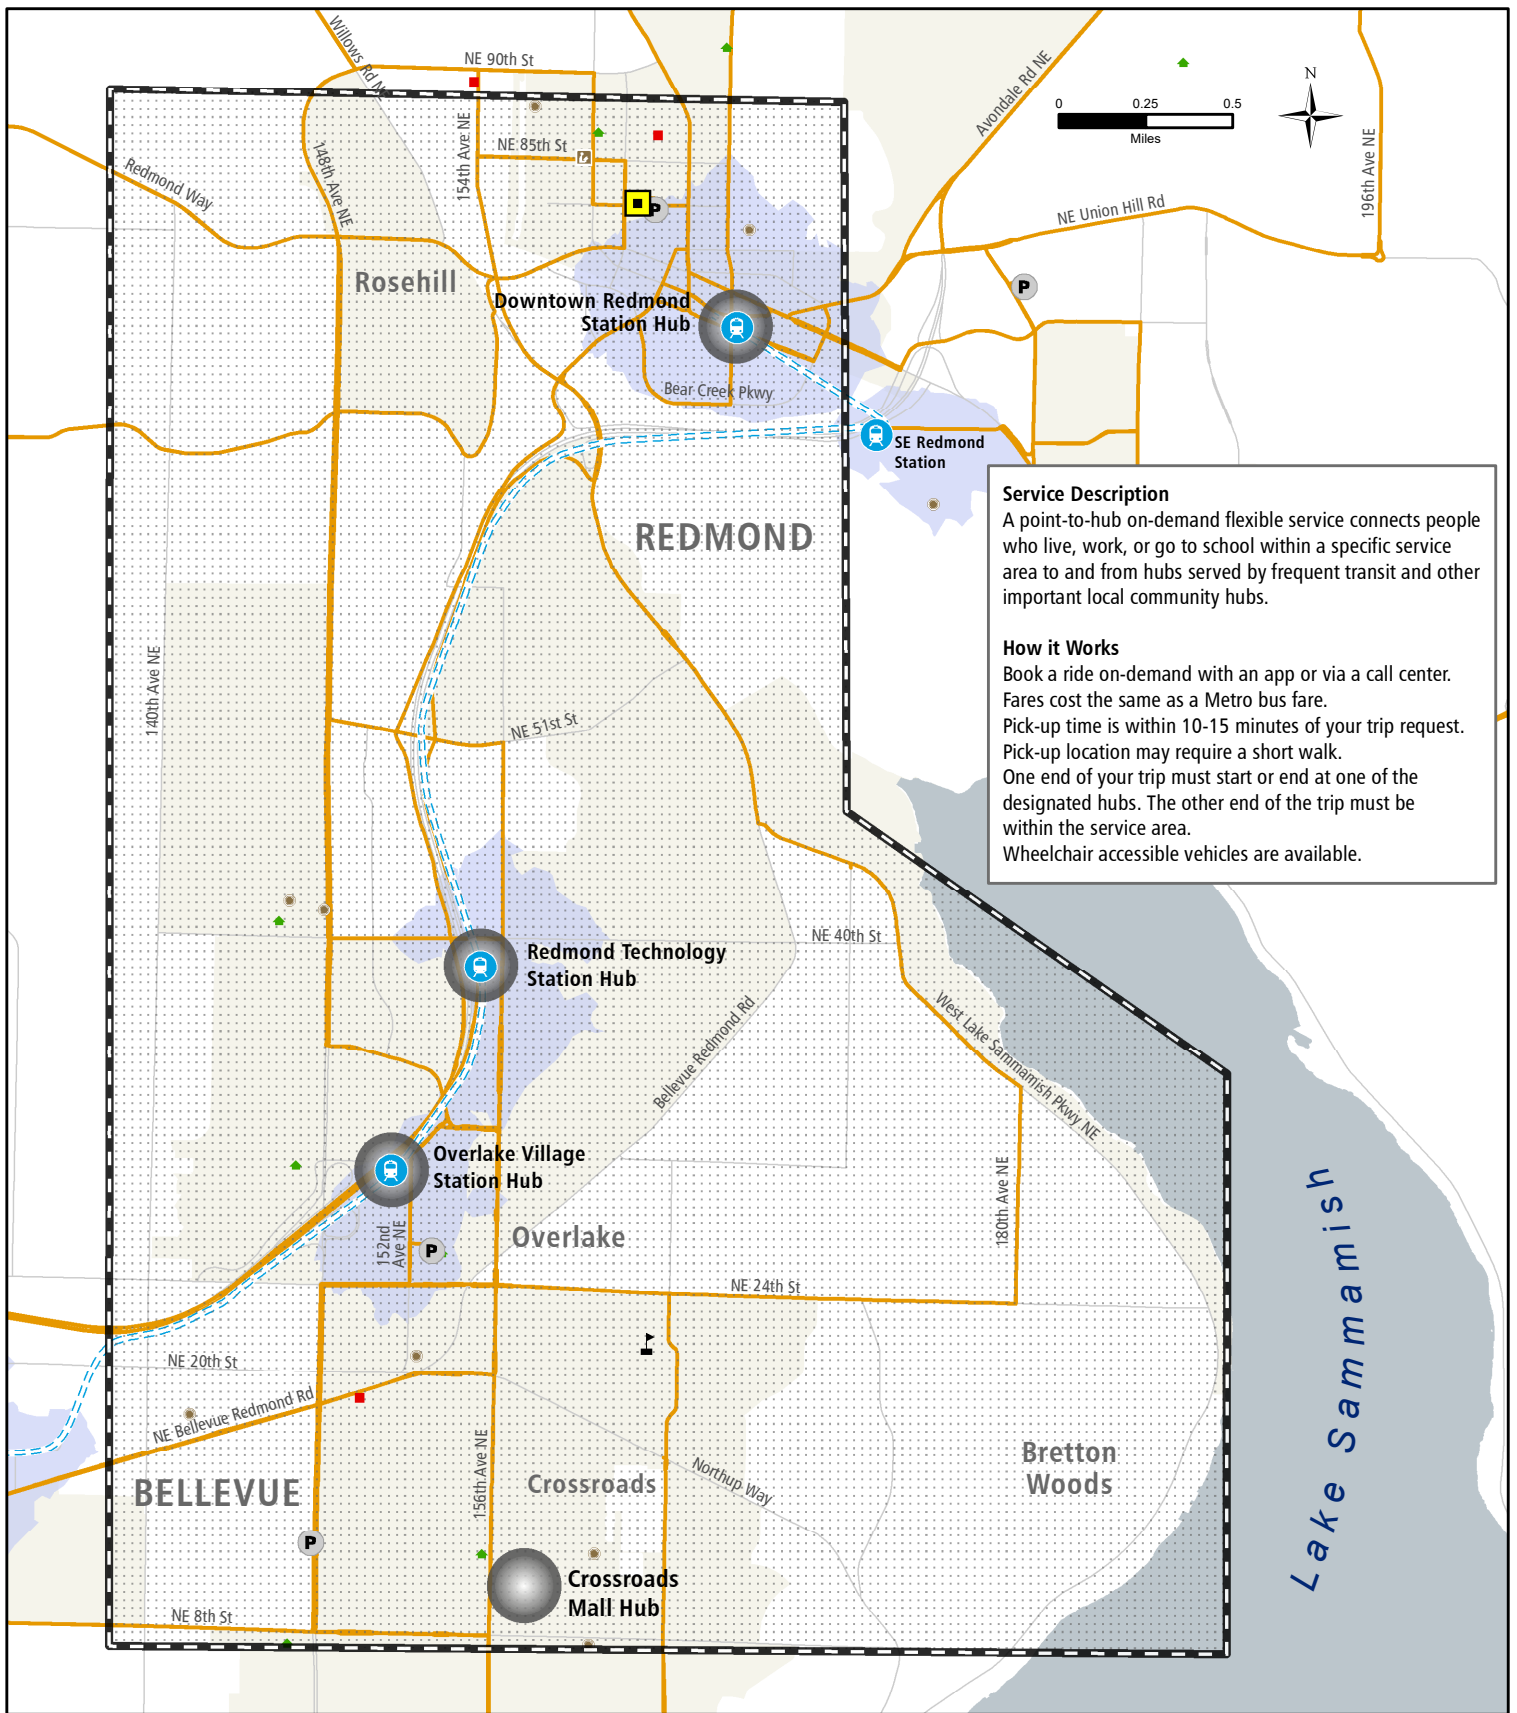 Willows Rd N
NE 90th St
Avondale Rd NE
N
0 0.25 0.5
Miles
196th Ave NE
148th Ave NE
154th Ave NE
NE 85th St
Redmond Way
P
NE Union Hill Rd
Rosehill
P
Downtown Redmond
Station Hub
Bear Creek Pkwy
SE Redmond
Station
REDMOND
Service Description
A point-to-hub on-demand flexible service connects people
who live, work, or go to school within a specific service
area to and from hubs served by frequent transit and other
important local community hubs.
How it Works
Book a ride on-demand with an app or via a call center.
Fares cost the same as a Metro bus fare.
Pick-up time is within 10-15 minutes of your trip request.
Pick-up location may require a short walk.
One end of your trip must start or end at one of the
designated hubs. The other end of the trip must be
within the service area.
Wheelchair accessible vehicles are available.
140th Ave NE
NE 51st St
NE 40th St
Redmond Technology
Station Hub
Bellevue Redmond Rd
West Lake Sammamish Pkwy NE
Overlake Village
Station Hub
180th Ave NE
152nd
Ave NE
P
Overlake
NE 24th St
Lake Sammamish
NE 20th St
NE Bellevue Redmond Rd
BELLEVUE
156th Ave NE
Crossroads
Northup Way
Bretton
Woods
P
Crossroads
Mall Hub
NE 8th St